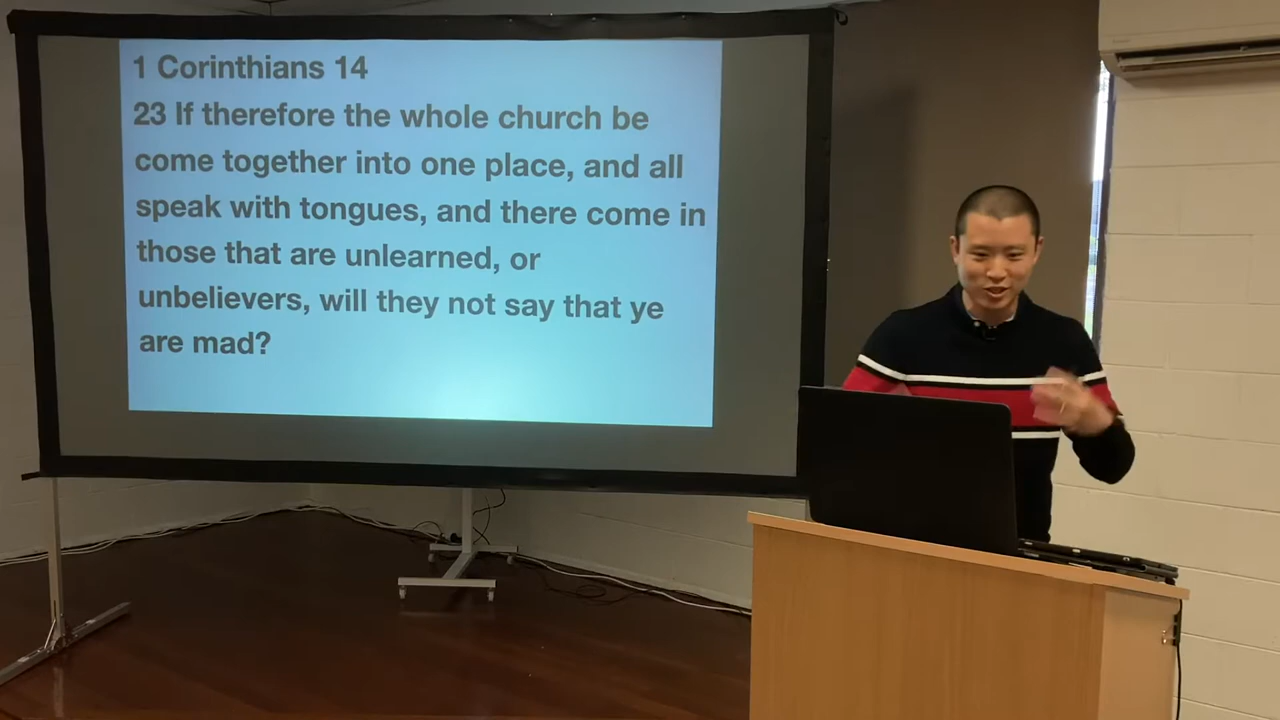 1 Corinthians 14
23 If therefore the whole church be
come together into one place, and all
speak with tongues, and there come in
those that are unlearned, or
unbelievers, will they not say that ye
are mad?